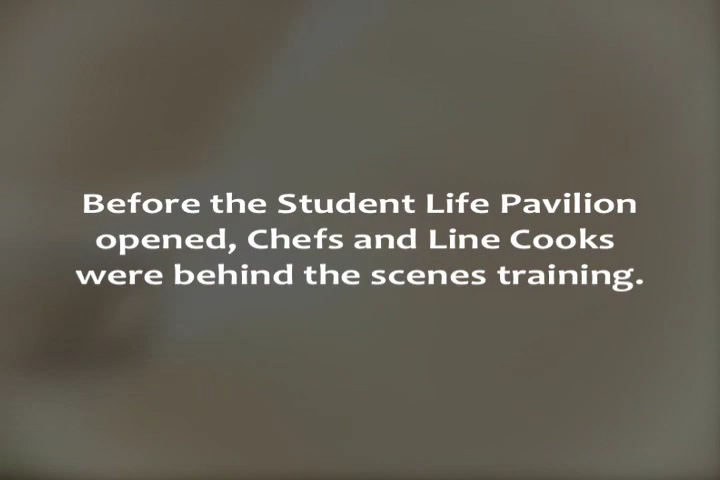 Before the Student Life Pavilion
opened, Chefs and Line Cooks
were behind the scenes training.